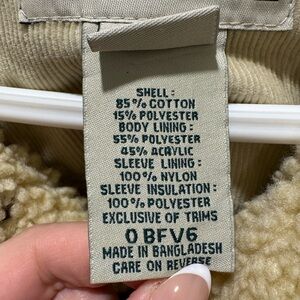 SHELL :
85% COTTON
15% POLYESTER
BODY LINING :
55% POLYESTER
45% ACRYLIC
SLEEVE LINING :
100% NYLON
SLEEVE INSULATION :
100% POLYESTER
EXCLUSIVE OF TRIMS
0 BFV6
MADE IN BANGLADESH
CARE ON REVERSE